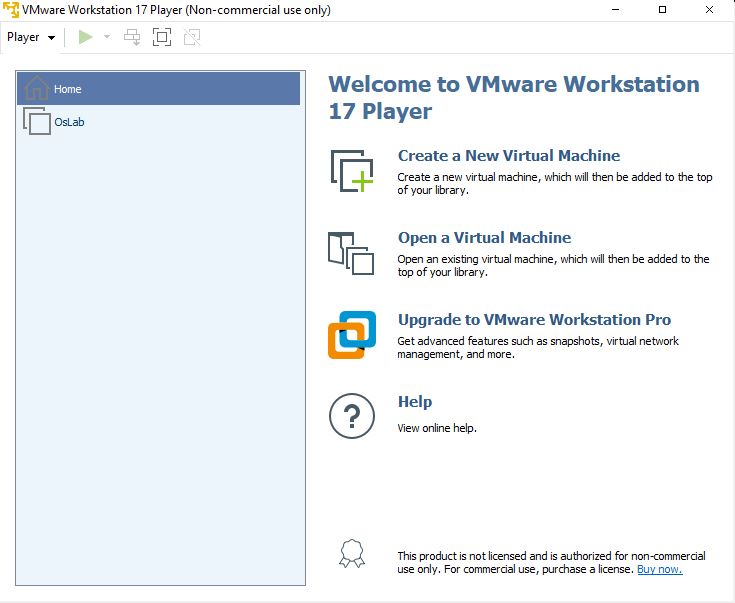 VMware Workstation 17 Player (Non-commercial use only)
Player
Home
OsLab
Welcome to VMware Workstation
17 Player
Create a New Virtual Machine
Create a new virtual machine, which will then be added to the top
of your library.
Open a Virtual Machine
Open an existing virtual machine, which will then be added to the
top of your library.
Upgrade to VMware Workstation Pro
Get advanced features such as snapshots, virtual network
management, and more.
?
Help
View online help.
This product is not licensed and is authorized for non-commercial
use only. For commercial use, purchase a license. Buy now.